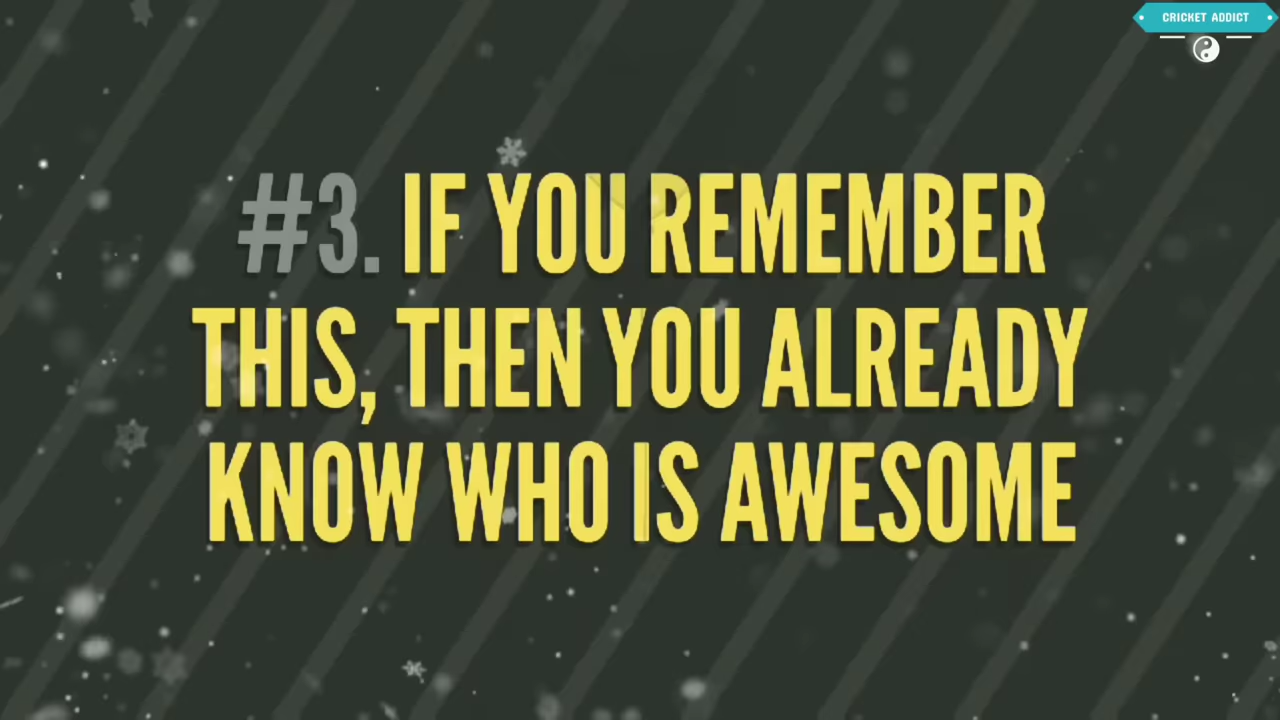 CRICKET ADDICT
#3. IF YOU REMEMBER
THIS, THEN YOU ALREADY
KNOW WHO IS AWESOME